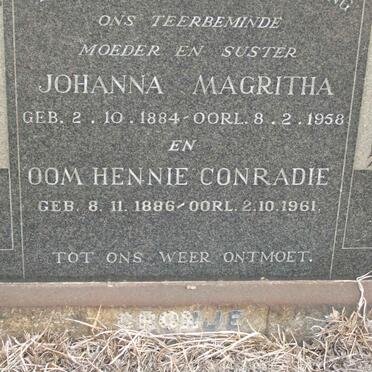 ONS TEERBEMINDE
MOEDER EN SUSTER
JOHANNA MAGRITHA
GEB. 2.10.1884-OORL. 8.2.1958
EN
OOM HENNIE CONRADIE
GEB. 8.11.1886-OORL. 2.10.1961.
TOT ONS WEER ONTMOET.
CRONJE